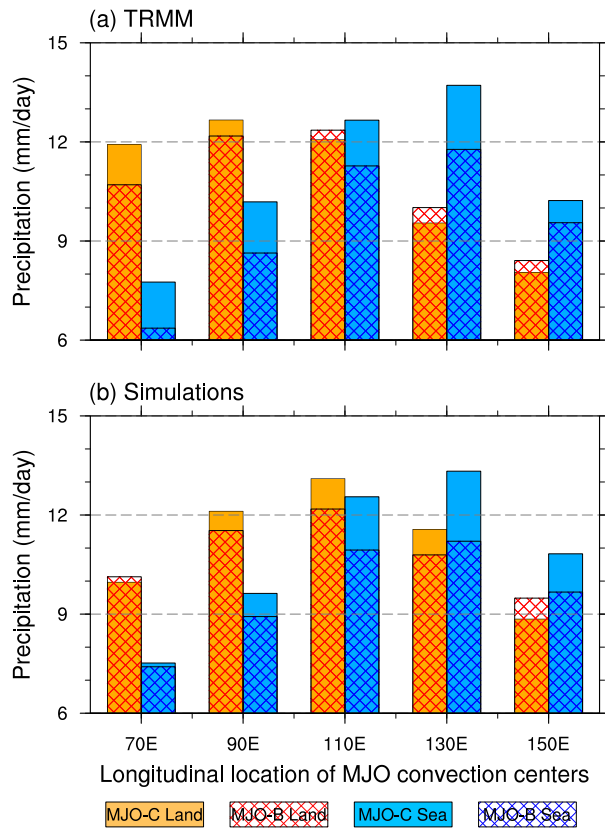 (a) TRMM
15
12
9
6
Precipitation (mm/day)
(b) Simulations
15
12
9
6
Precipitation (mm/day)
70E 90E 110E 130E 150E
Longitudinal location of MJO convection centers
MJO-C Land MJO-B Land MJO-C Sea MJO-B Sea